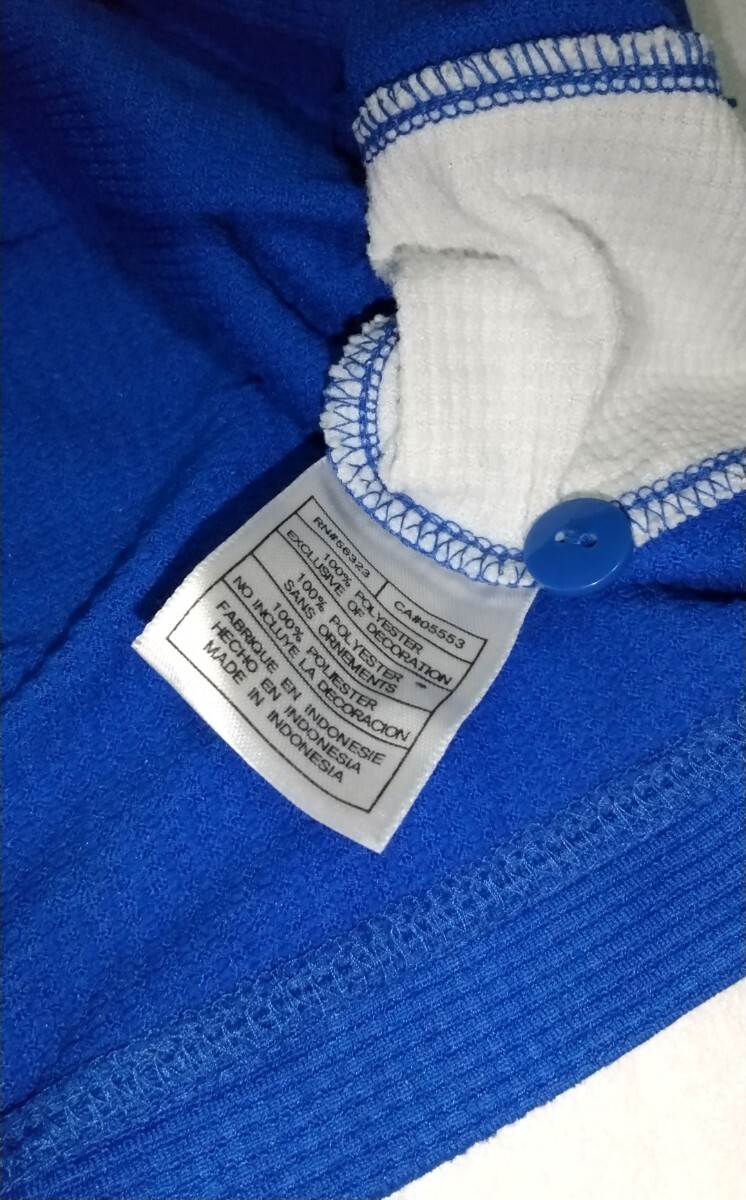 RN#56323 CA#05553
100% POLYESTER
EXCLUSIVE OF DECORATION
100% POLYESTER
SANS ORNEMENTS
100% POLIESTER
NO INCLUYE LA DECORACION
FABRIQUE EN INDONESIE
HECHO EN INDONESIA
MADE IN INDONESIA